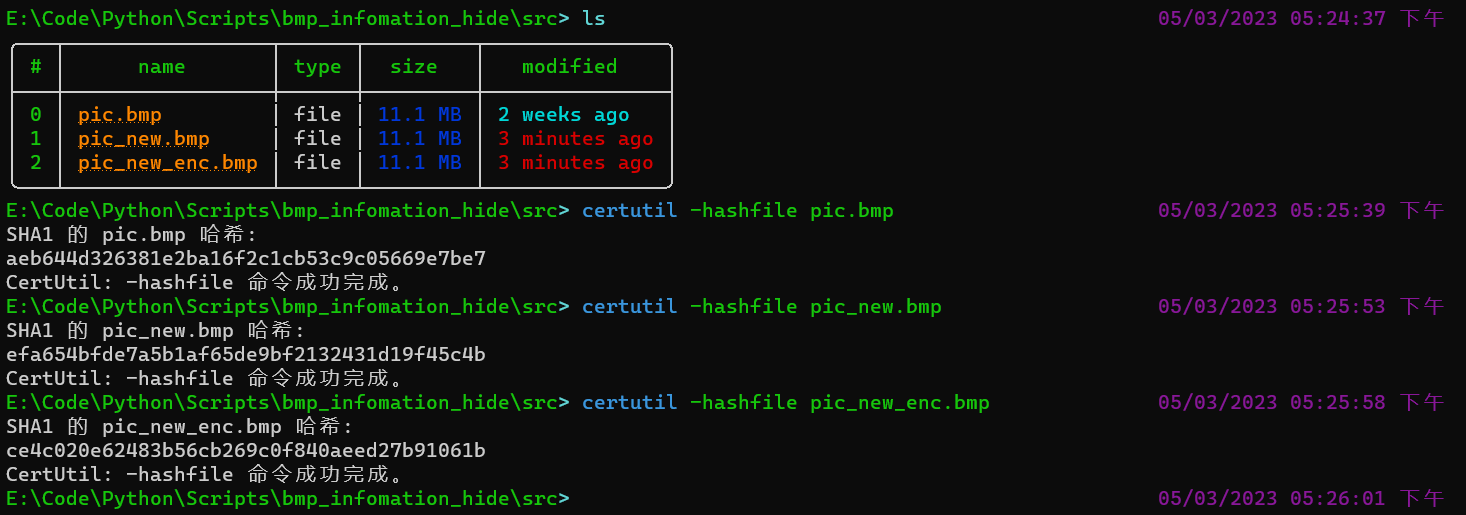 E:\Code\Python\Scripts\bmp_infomation_hide\src> ls 05/03/2023 05:24:37 下午
# name type size modified
0 pic.bmp file 11.1 MB 2 weeks ago
1 pic_new.bmp file 11.1 MB 3 minutes ago
2 pic_new_enc.bmp file 11.1 MB 3 minutes ago
E:\Code\Python\Scripts\bmp_infomation_hide\src> certutil -hashfile pic.bmp 05/03/2023 05:25:39 下午
SHA1 的 pic.bmp 哈希:
aeb644d326381e2ba16f2c1cb53c9c05669e7be7
CertUtil: -hashfile 命令成功完成。
E:\Code\Python\Scripts\bmp_infomation_hide\src> certutil -hashfile pic_new.bmp 05/03/2023 05:25:53 下午
SHA1 的 pic_new.bmp 哈希:
efa654bfde7a5b1af65de9bf2132431d19f45c4b
CertUtil: -hashfile 命令成功完成。
E:\Code\Python\Scripts\bmp_infomation_hide\src> certutil -hashfile pic_new_enc.bmp 05/03/2023 05:25:58 下午
SHA1 的 pic_new_enc.bmp 哈希:
ce4c020e62483b56cb269c0f840aeed27b91061b
CertUtil: -hashfile 命令成功完成。
E:\Code\Python\Scripts\bmp_infomation_hide\src> 05/03/2023 05:26:01 下午